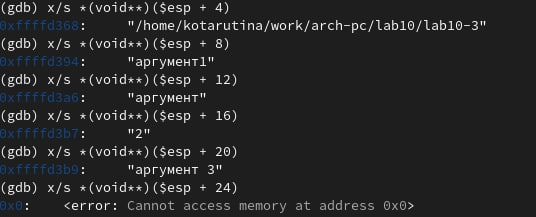 (gdb) x/s *(void**)($esp + 4)
0xffffd368:	"/home/kotarutina/work/arch-pc/lab10/lab10-3"
(gdb) x/s *(void**)($esp + 8)
0xffffd394:	"аргумент1"
(gdb) x/s *(void**)($esp + 12)
0xffffd3a6:	"аргумент"
(gdb) x/s *(void**)($esp + 16)
0xffffd3b7:	"2"
(gdb) x/s *(void**)($esp + 20)
0xffffd3b9:	"аргумент 3"
(gdb) x/s *(void**)($esp + 24)
0x0:	<error: Cannot access memory at address 0x0>